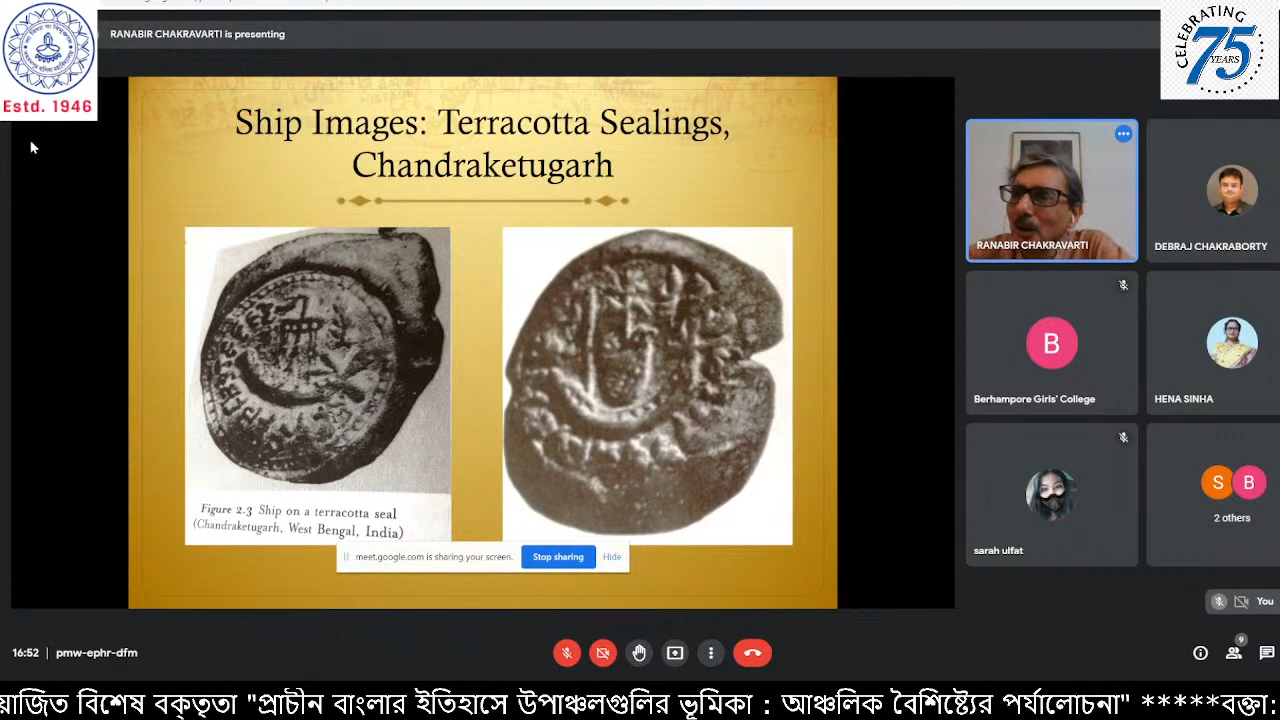 RANABIR CHAKRAVARTI is presenting
CELEBRATING
75
YEARS
Estd. 1946
Ship Images: Terracotta Sealings,
Chandraketugarh
RANABIR CHAKRAVARTI
DEBRAJ CHAKRABORTY
B
Berhampore Girls' College
HENA SINHA
Figure 2.3 Ship on a terracotta seal
(Chandraketugarh, West Bengal, India)
meet.google.com is sharing your screen.
Stop sharing
Hide
S
B
2 others
sarah ulfat
You
16:52 | pmw-ephr-dfm
9
য়োজিত বিশেষ বক্তৃতা "প্রাচীন বাংলার ইতিহাসে উপাঞ্চলগুলির ভূমিকা : আঞ্চলিক বৈশিষ্ট্যের পর্যালোচনা" *****বক্তা: